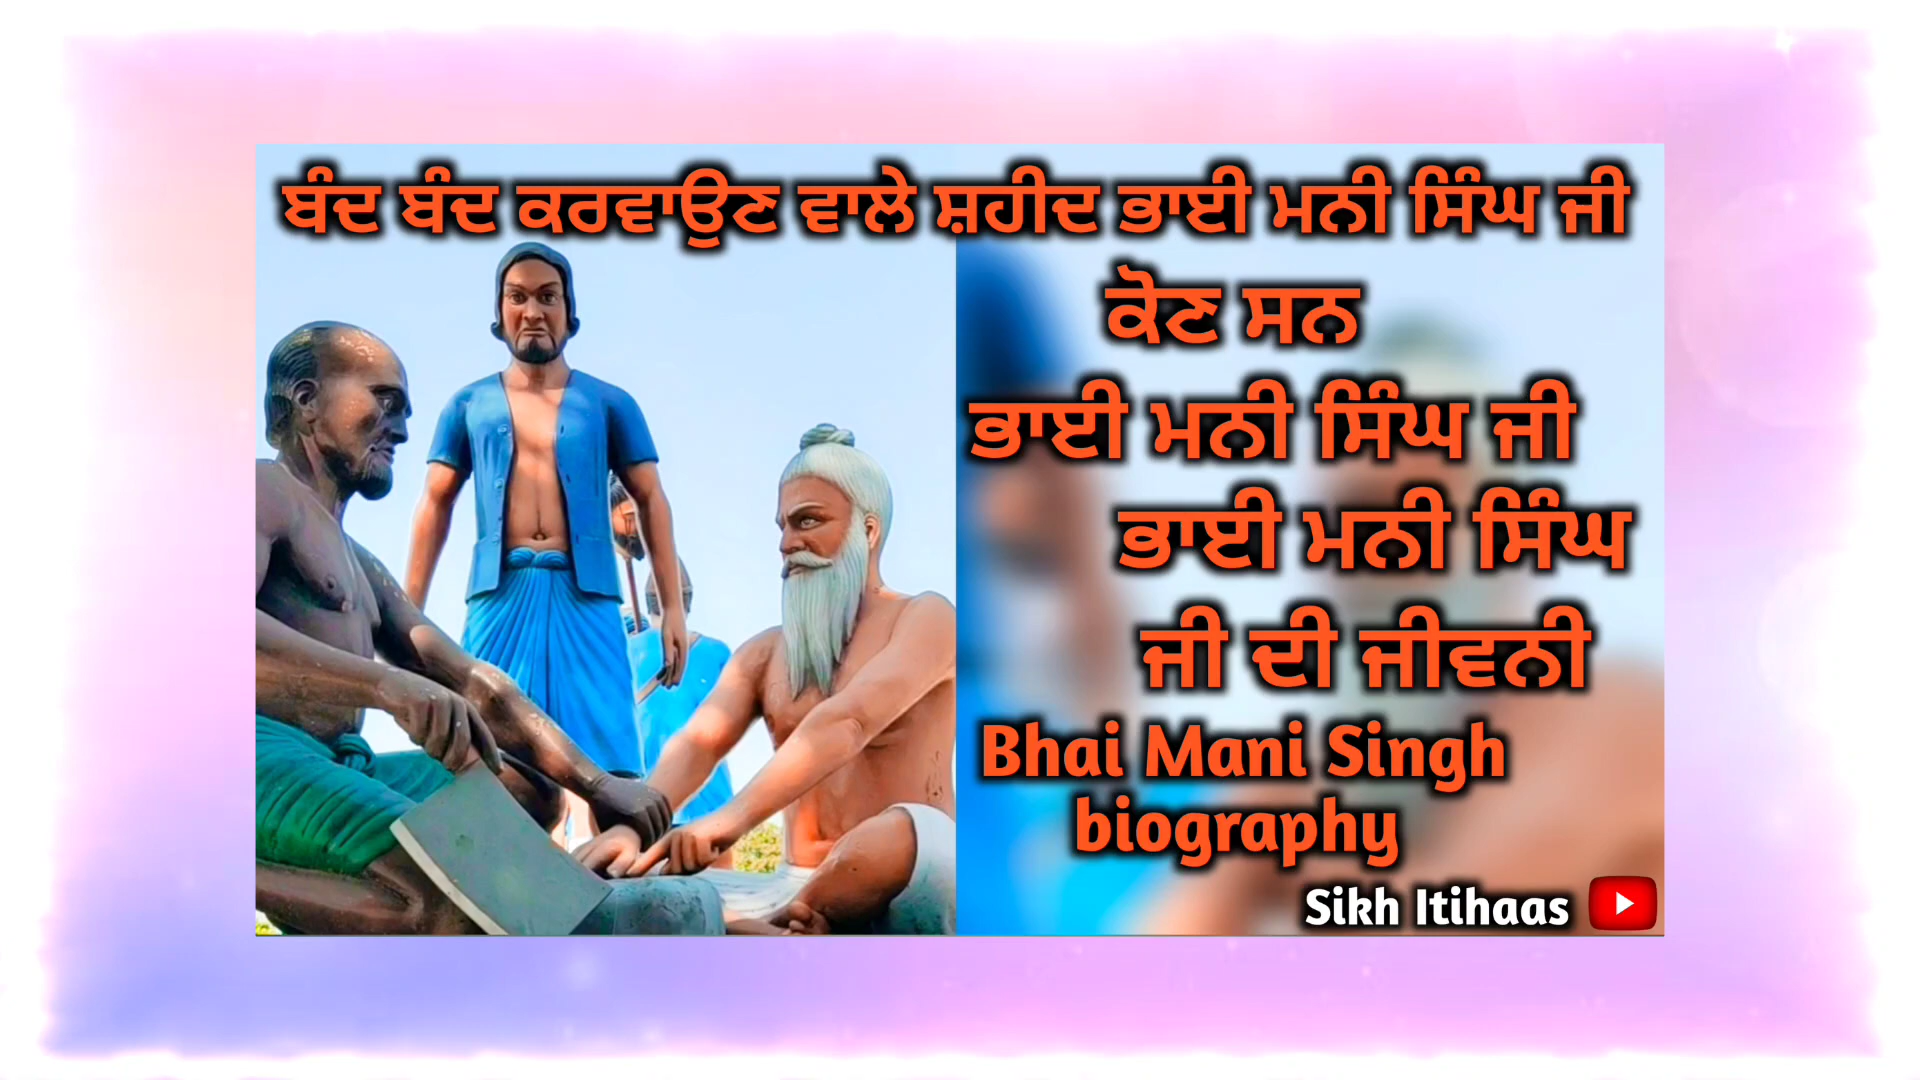 ਬੰਦ ਬੰਦ ਕਰਵਾਉਣ ਵਾਲੇ ਸ਼ਹੀਦ ਭਾਈ ਮਨੀ ਸਿੰਘ ਜੀ
ਕੋਣ ਸਨ
ਭਾਈ ਮਨੀ ਸਿੰਘ ਜੀ
ਭਾਈ ਮਨੀ ਸਿੰਘ
ਜੀ ਦੀ ਜੀਵਨੀ
Bhai Mani Singh
biography
Sikh Itihaas